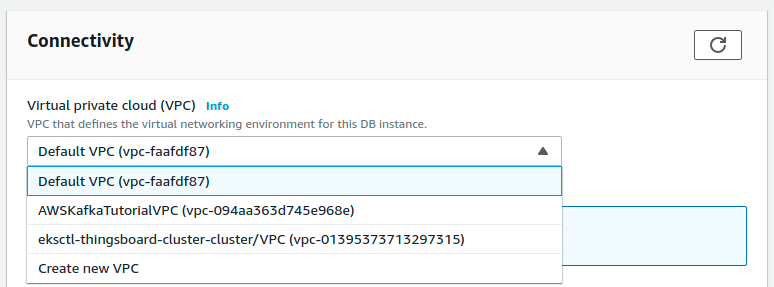 Connectivity
Virtual private cloud (VPC) Info
VPC that defines the virtual networking environment for this DB instance.
Default VPC (vpc-faafdf87)
Default VPC (vpc-faafdf87)
AWSKafkaTutorialVPC (vpc-094aa363d745e968e)
eksctl-thingsboard-cluster-cluster/VPC (vpc-01395373713297315)
Create new VPC